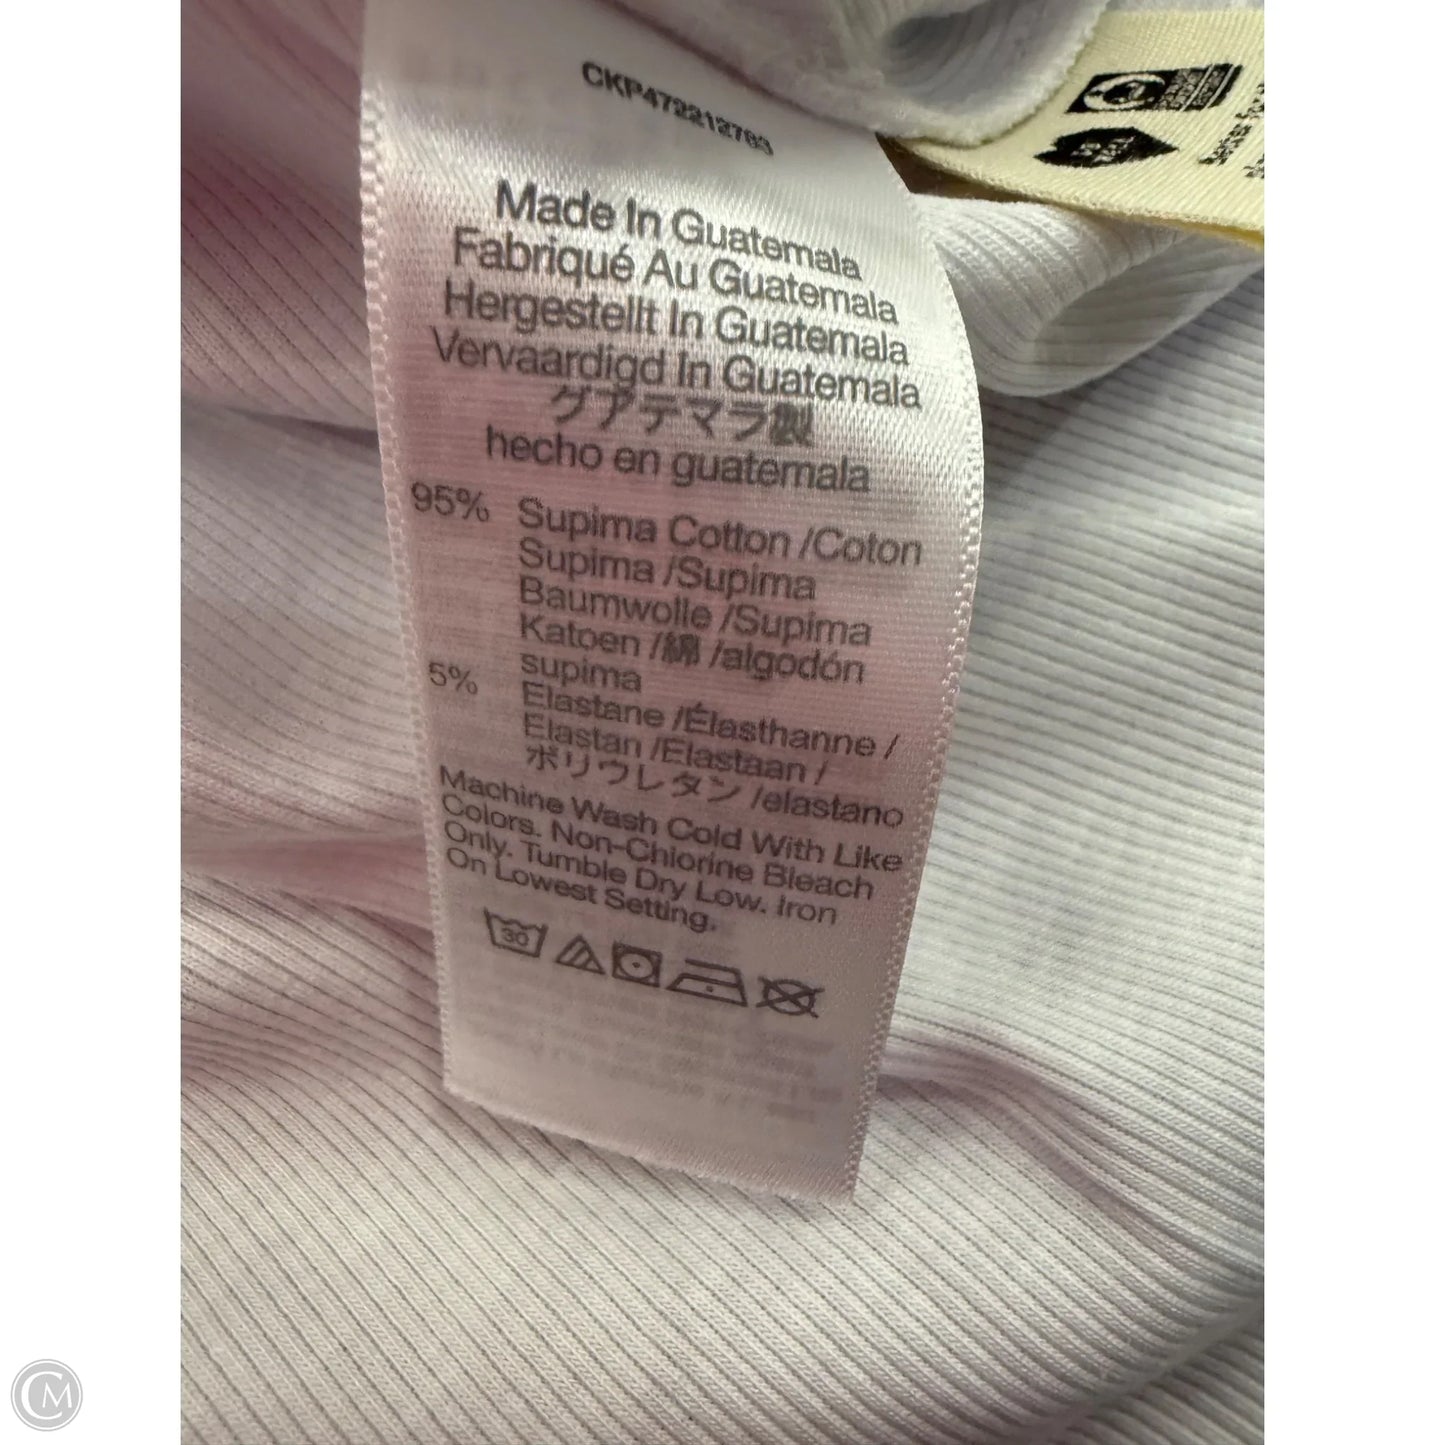 CKP472212793
Made In Guatemala
Fabriqué Au Guatemala
Hergestellt In Guatemala
Vervaardigd In Guatemala
グアテマラ製
hecho en guatemala
95% Supima Cotton /Coton
Supima /Supima
Baumwolle /Supima
Katoen /綿 /algodón
supima
5% Elastane /Élasthanne /
Elastan /Elastaan /
ポリウレタン /elastano
Machine Wash Cold With Like
Colors. Non-Chlorine Bleach
Only. Tumble Dry Low. Iron
On Lowest Setting.
30
CM